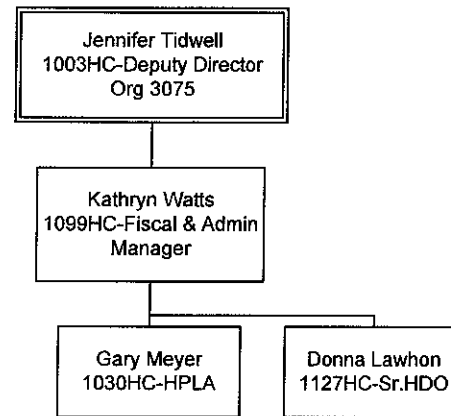 Jennifer Tidwell
1003HC-Deputy Director
Org 3075
Kathryn Watts
1099HC-Fiscal & Admin
Manager
Gary Meyer
1030HC-HPLA
Donna Lawhon
1127HC-Sr.HDO